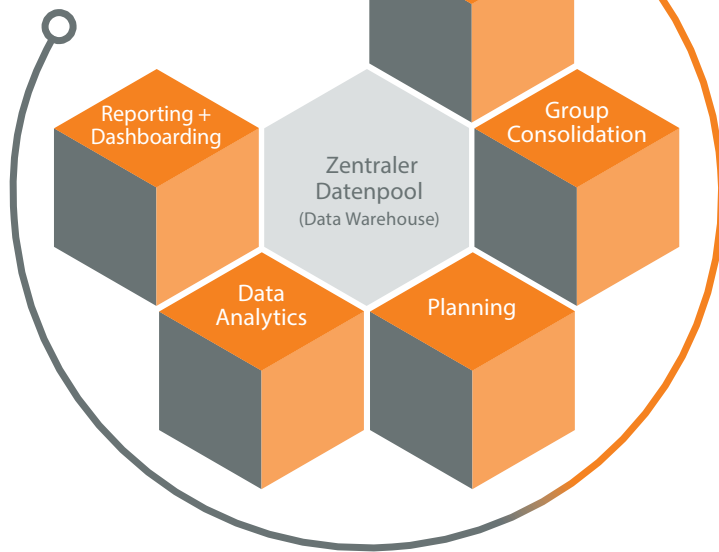 Reporting +
Dashboarding
Group
Consolidation
Zentraler
Datenpool
(Data Warehouse)
Data
Analytics
Planning